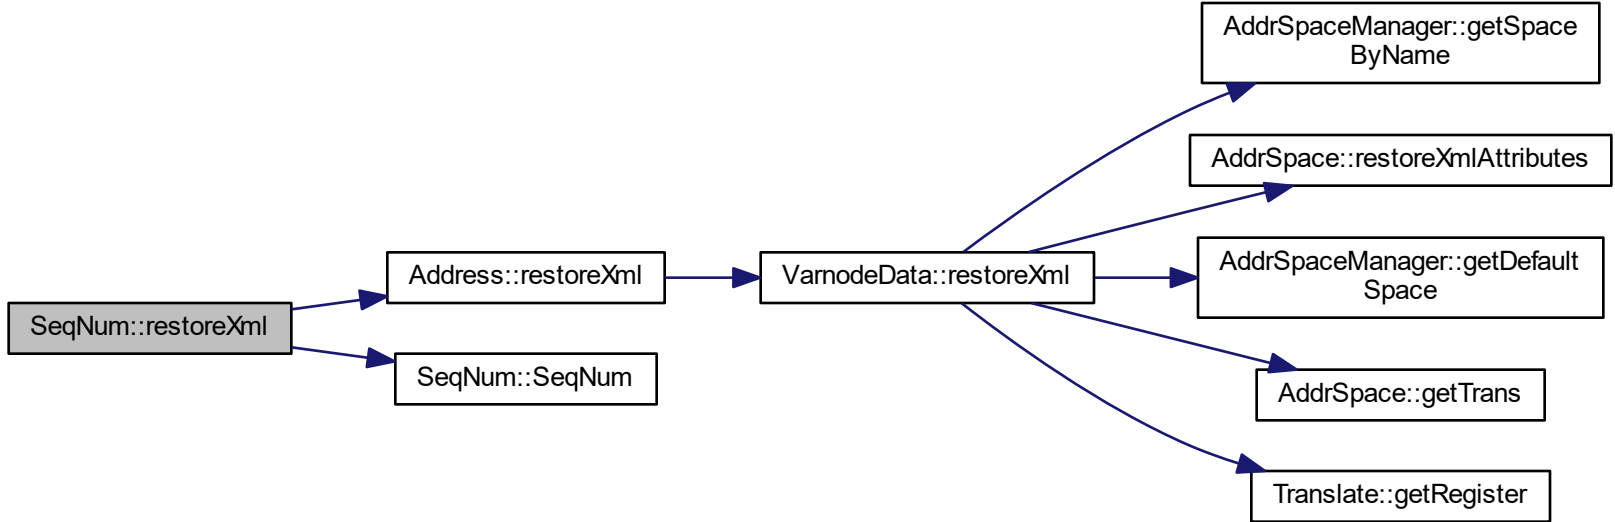 AddrSpaceManager::getSpace
ByName
AddrSpace::restoreXmlAttributes
Address::restoreXml
VarnodeData::restoreXml
AddrSpaceManager::getDefault
Space
SeqNum::restoreXml
SeqNum::SeqNum
AddrSpace::getTrans
Translate::getRegister